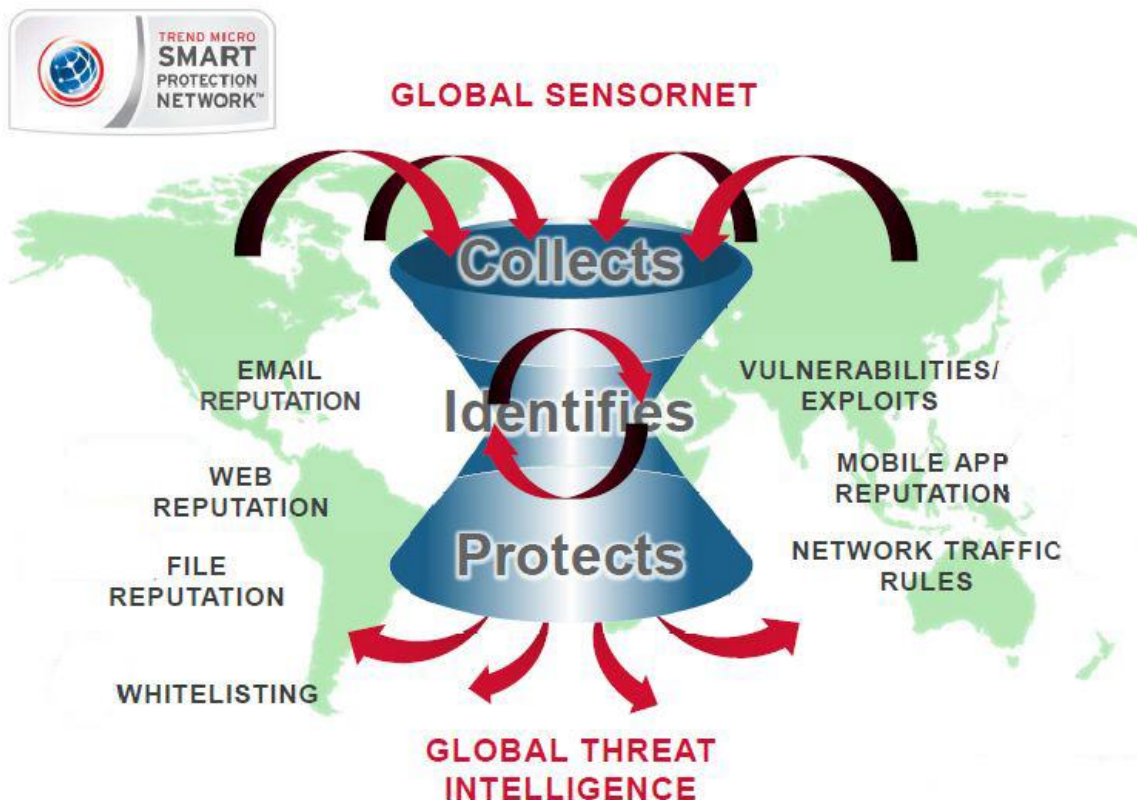 TREND MICRO
SMART
PROTECTION
NETWORK™
GLOBAL SENSORNET
Collects
Identifies
Protects
EMAIL
REPUTATION
WEB
REPUTATION
FILE
REPUTATION
WHITELISTING
VULNERABILITIES/
EXPLOITS
MOBILE APP
REPUTATION
NETWORK TRAFFIC
RULES
GLOBAL THREAT
INTELLIGENCE